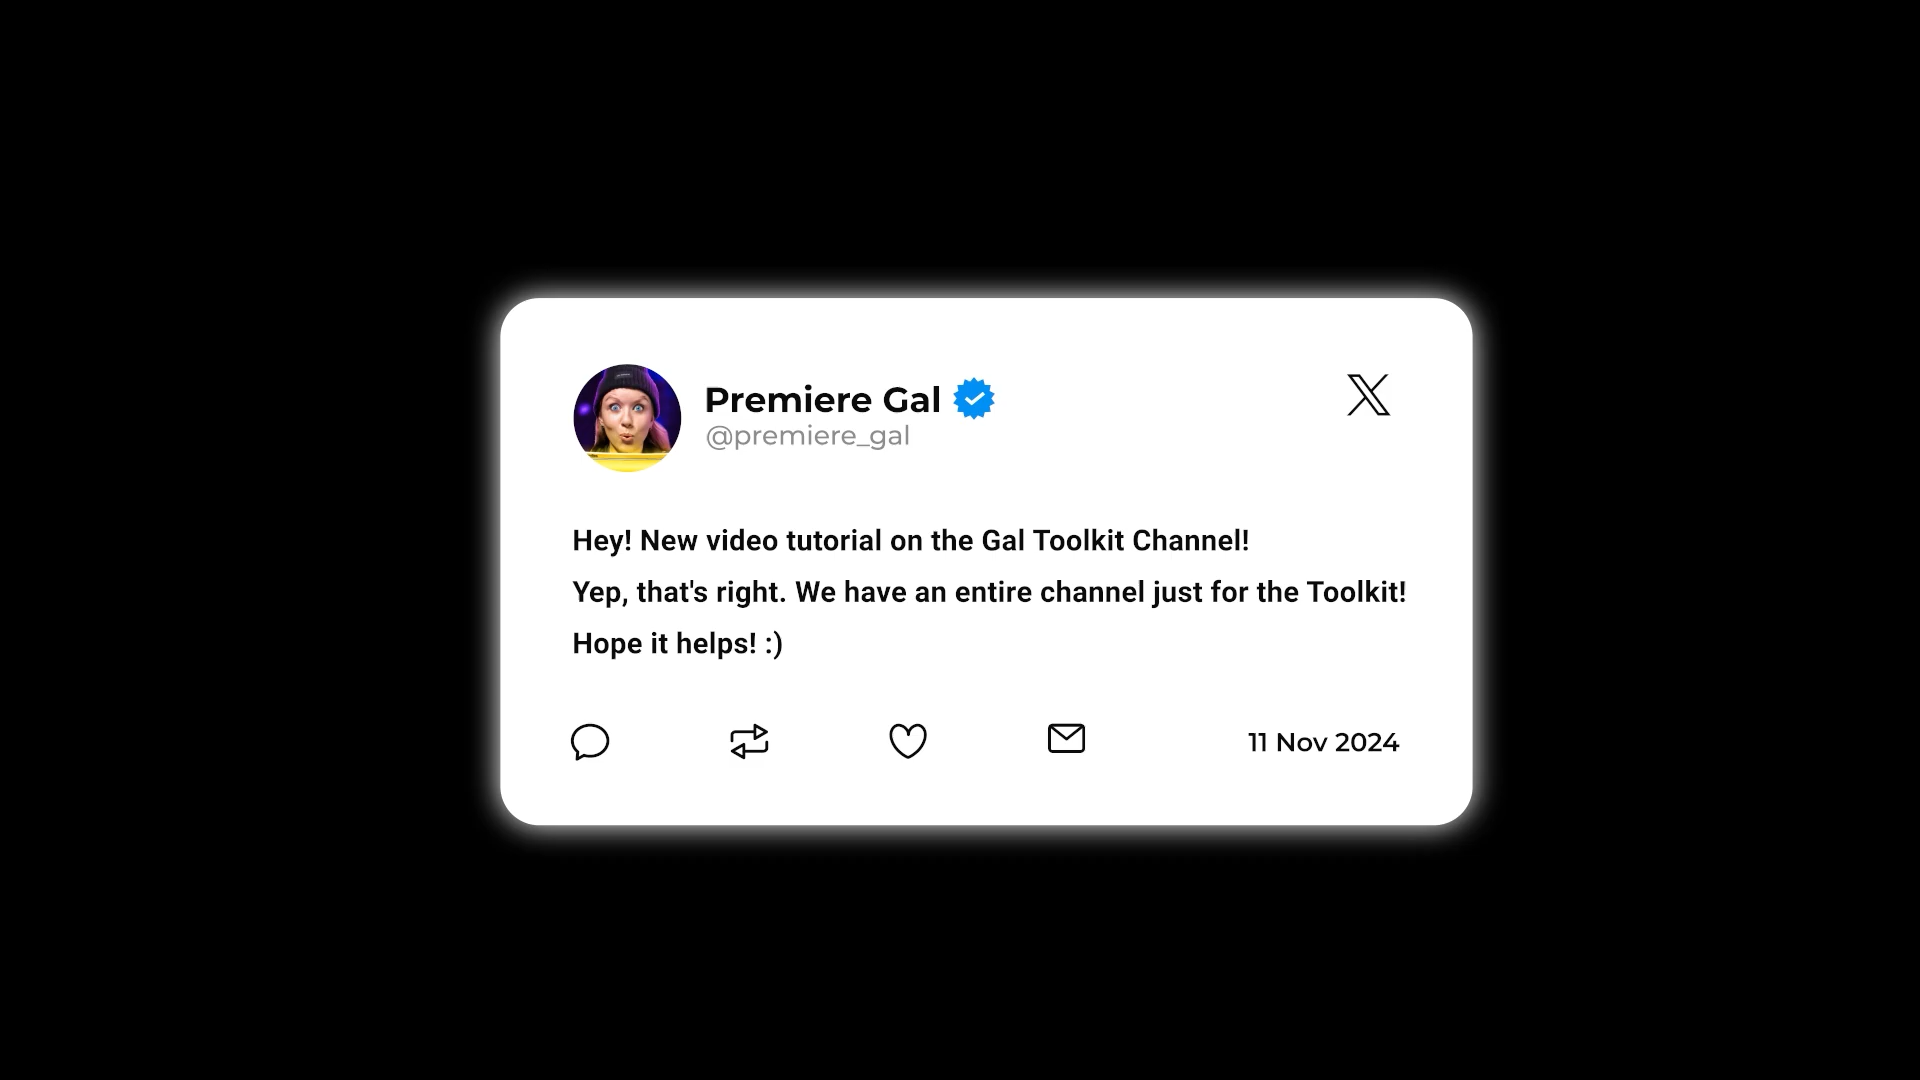 Premiere Gal
@premiere_gal
Hey! New video tutorial on the Gal Toolkit Channel!
Yep, that's right. We have an entire channel just for the Toolkit!
Hope it helps! :)
11 Nov 2024